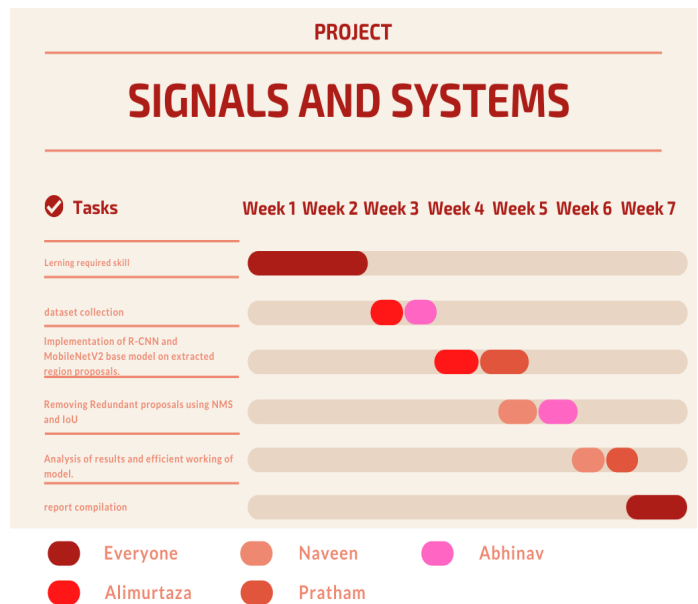 PROJECT
SIGNALS AND SYSTEMS
Tasks Week 1 Week 2 Week 3 Week 4 Week 5 Week 6 Week 7
Lerning required skill
dataset collection
Implementation of R-CNN and
MobileNetV2 base model on extracted
region proposals.
Removing Redundant proposals using NMS
and IoU
Analysis of results and efficient working of
model.
report compilation
Everyone Naveen Abhinav
Alimurtaza Pratham